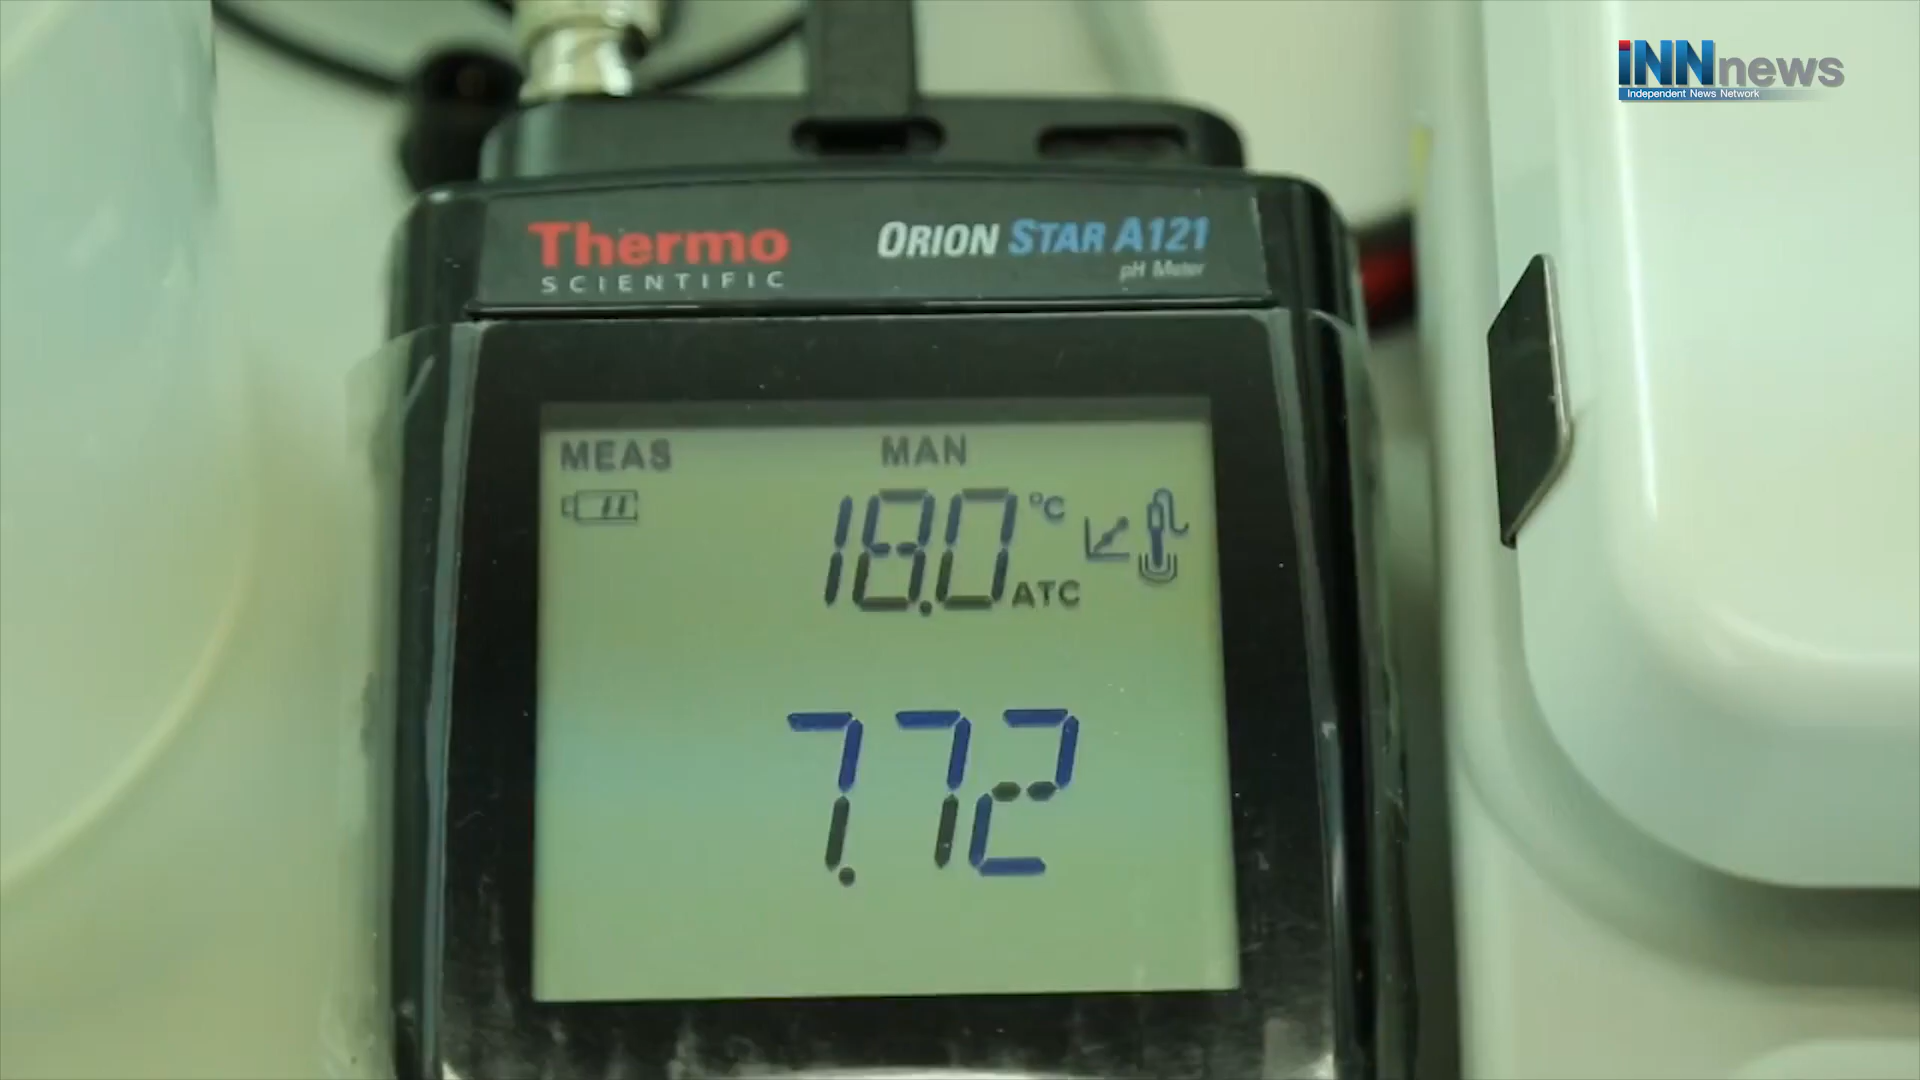 iNNnews
Independent News Network
Thermo
SCIENTIFIC
ORION STAR A121
pH Meter
MEAS MAN
18.0 °C
ATC
7.72